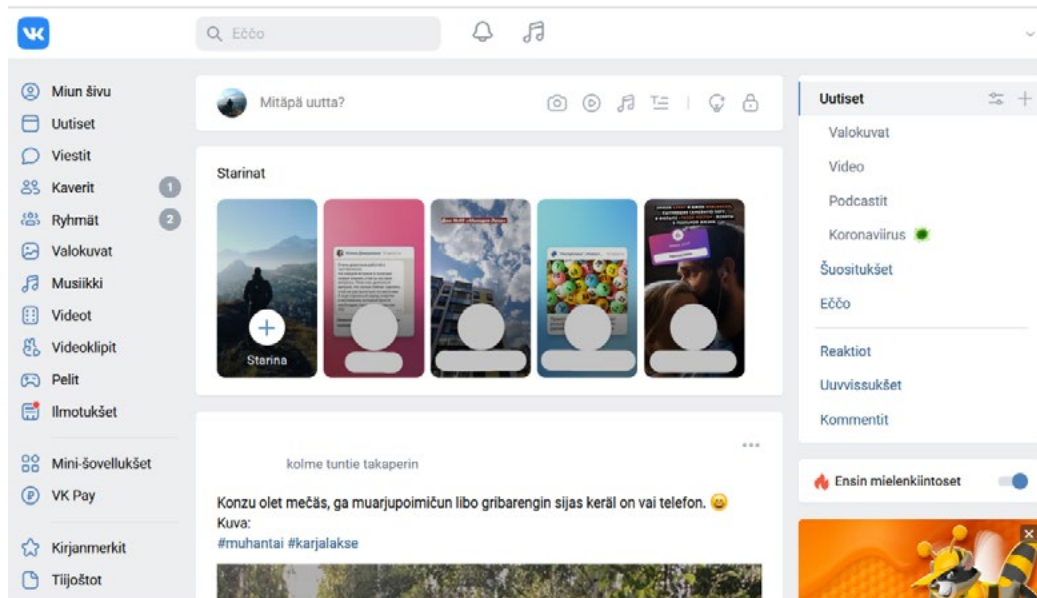 VK
Eččo
Miun šivu
Uutiset
Viestit
Kaverit 1
Ryhmät 2
Valokuvat
Musiikki
Videot
Videoklipit
Pelit
Ilmotukšet
Mini-šovellukšet
VK Pay
Kirjanmerkit
Tiijoštot
Mitäpä uutta?
Starinat
Starina
kolme tuntie takaperin
Konzu olet mečäs, ga muarjupoimičun libo gribarengin sijas keräl on vai telefon. 😄
Kuva:
#muhantai #karjalakse
Uutiset
Valokuvat
Video
Podcastit
Koronaviirus
Šuositukšet
Eččo
Reaktiot
Uuvvissukšet
Kommentit
Ensin mielenkiintoset